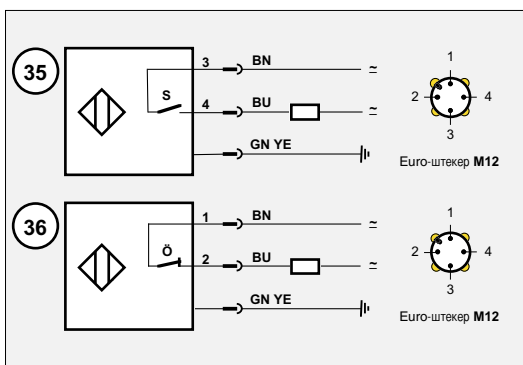 35
3 BN ≂
S
4 BU ≂
GN YE
1
2 4
3
Euro-штекер M12
36
1 BN ≂
Ö
2 BU ≂
GN YE
1
2 4
3
Euro-штекер M12